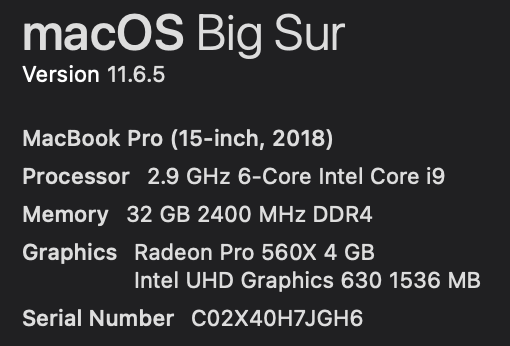 macOS Big Sur
Version 11.6.5
MacBook Pro (15-inch, 2018)
Processor 2.9 GHz 6-Core Intel Core i9
Memory 32 GB 2400 MHz DDR4
Graphics Radeon Pro 560X 4 GB
Intel UHD Graphics 630 1536 MB
Serial Number C02X40H7JGH6